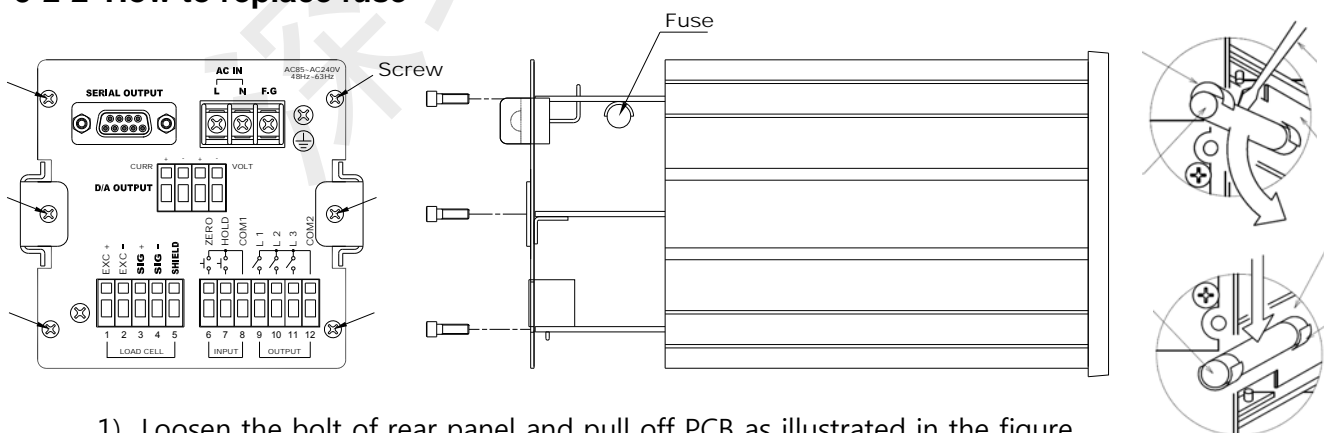 How to replace fuse
Fuse
Screw
AC IN
AC85~AC240V
48Hz~63Hz
L N F.G
SERIAL OUTPUT
CURR + - + - VOLT
D/A OUTPUT
ZERO
HOLD
COM1
L 1
L 2
L 3
COM2
EXC +
EXC -
SIG +
SIG -
SHIELD
1 2 3 4 5 6 7 8 9 10 11 12
LOAD CELL INPUT OUTPUT
1) Loosen the bolt of rear panel and pull off PCB as illustrated in the figure